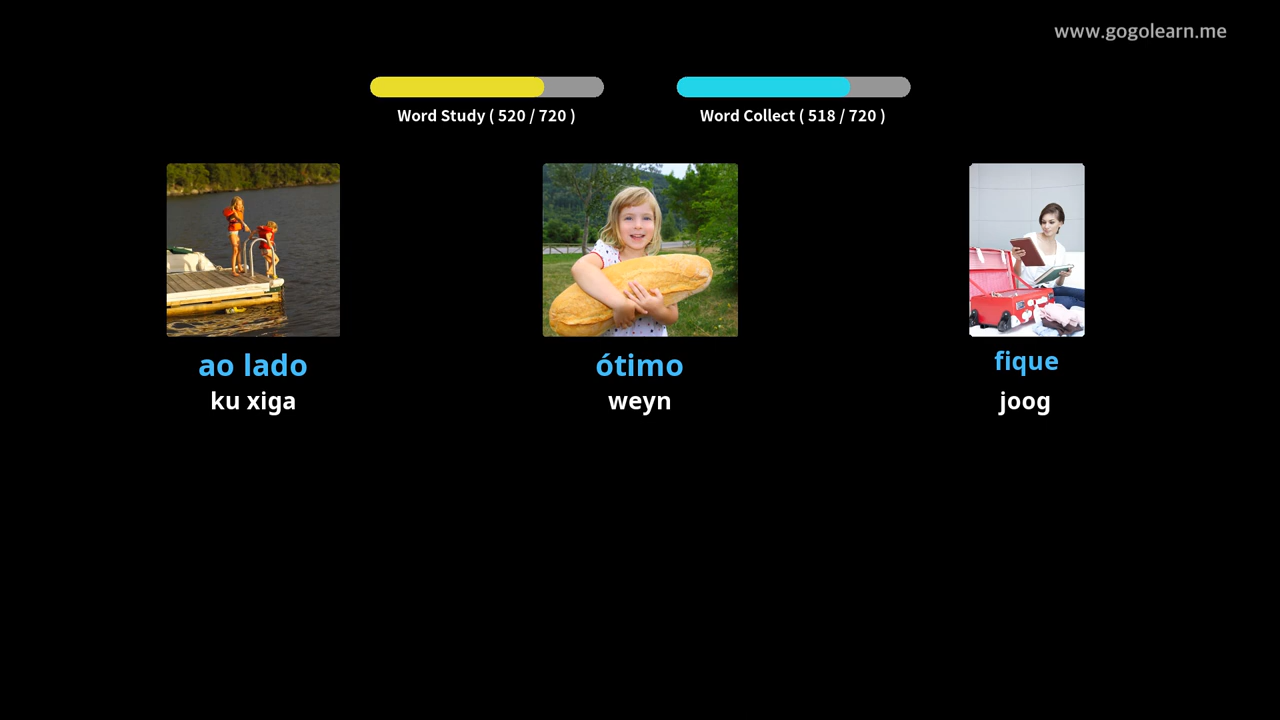 www.gogolearn.me
Word Study ( 520 / 720 )
Word Collect ( 518 / 720 )
ao lado
ku xiga
ótimo
weyn
fique
joog